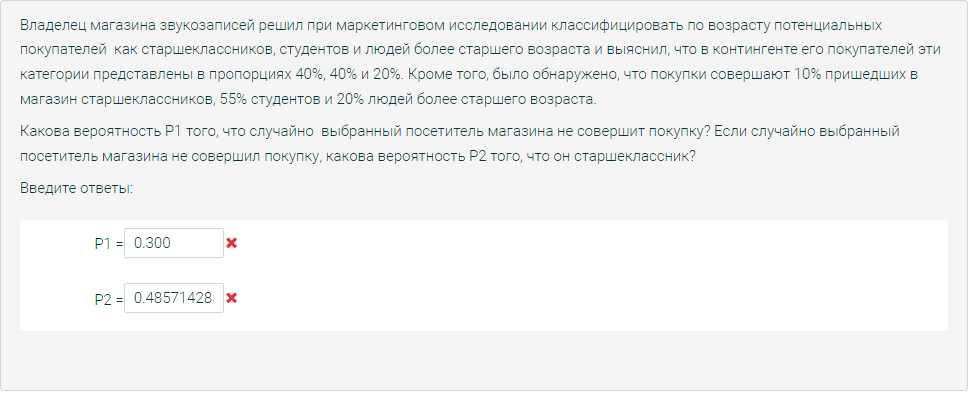 Владелец магазина звукозаписей решил при маркетинговом исследовании классифицировать по возрасту потенциальных
покупателей как старшеклассников, студентов и людей более старшего возраста и выяснил, что в контингенте его покупателей эти
категории представлены в пропорциях 40%, 40% и 20%. Кроме того, было обнаружено, что покупки совершают 10% пришедших в
магазин старшеклассников, 55% студентов и 20% людей более старшего возраста.
Какова вероятность P1 того, что случайно выбранный посетитель магазина не совершит покупку? Если случайно выбранный
посетитель магазина не совершил покупку, какова вероятность P2 того, что он старшеклассник?
Введите ответы:
P1 = 0.300
P2 = 0.48571428